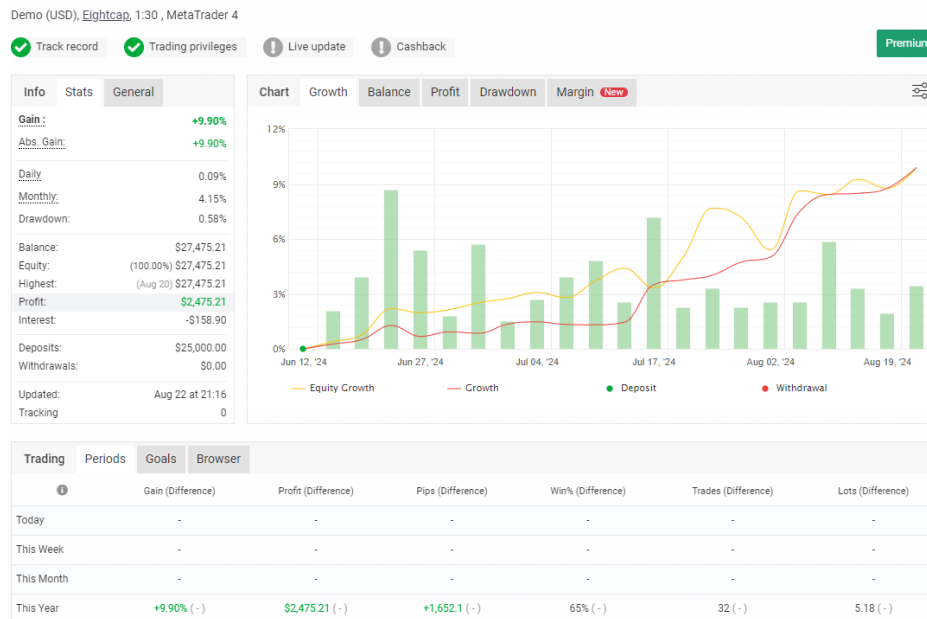 Demo (USD), Eightcap, 1:30 , MetaTrader 4
Track record Trading privileges Live update Cashback Premium
Info Stats General
Gain : +9.90%
Abs. Gain: +9.90%
Daily 0.09%
Monthly: 4.15%
Drawdown: 0.58%
Balance: $27,475.21
Equity: (100.00%) $27,475.21
Highest: (Aug 20) $27,475.21
Profit: $2,475.21
Interest: -$158.90
Deposits: $25,000.00
Withdrawals: $0.00
Updated: Aug 22 at 21:16
Tracking 0
Chart Growth Balance Profit Drawdown Margin New
12%
9%
6%
3%
0%
Jun 12, '24 Jun 27, '24 Jul 04, '24 Jul 17, '24 Aug 02, '24 Aug 19, '24
Equity Growth Growth Deposit Withdrawal
Trading Periods Goals Browser
Gain (Difference) Profit (Difference) Pips (Difference) Win% (Difference) Trades (Difference) Lots (Difference)
Today - - - - - -
This Week - - - - - -
This Month - - - - - -
This Year +9.90% ( - ) $2,475.21 ( - ) +1,652.1 ( - ) 65% ( - ) 32 ( - ) 5.18 ( - )